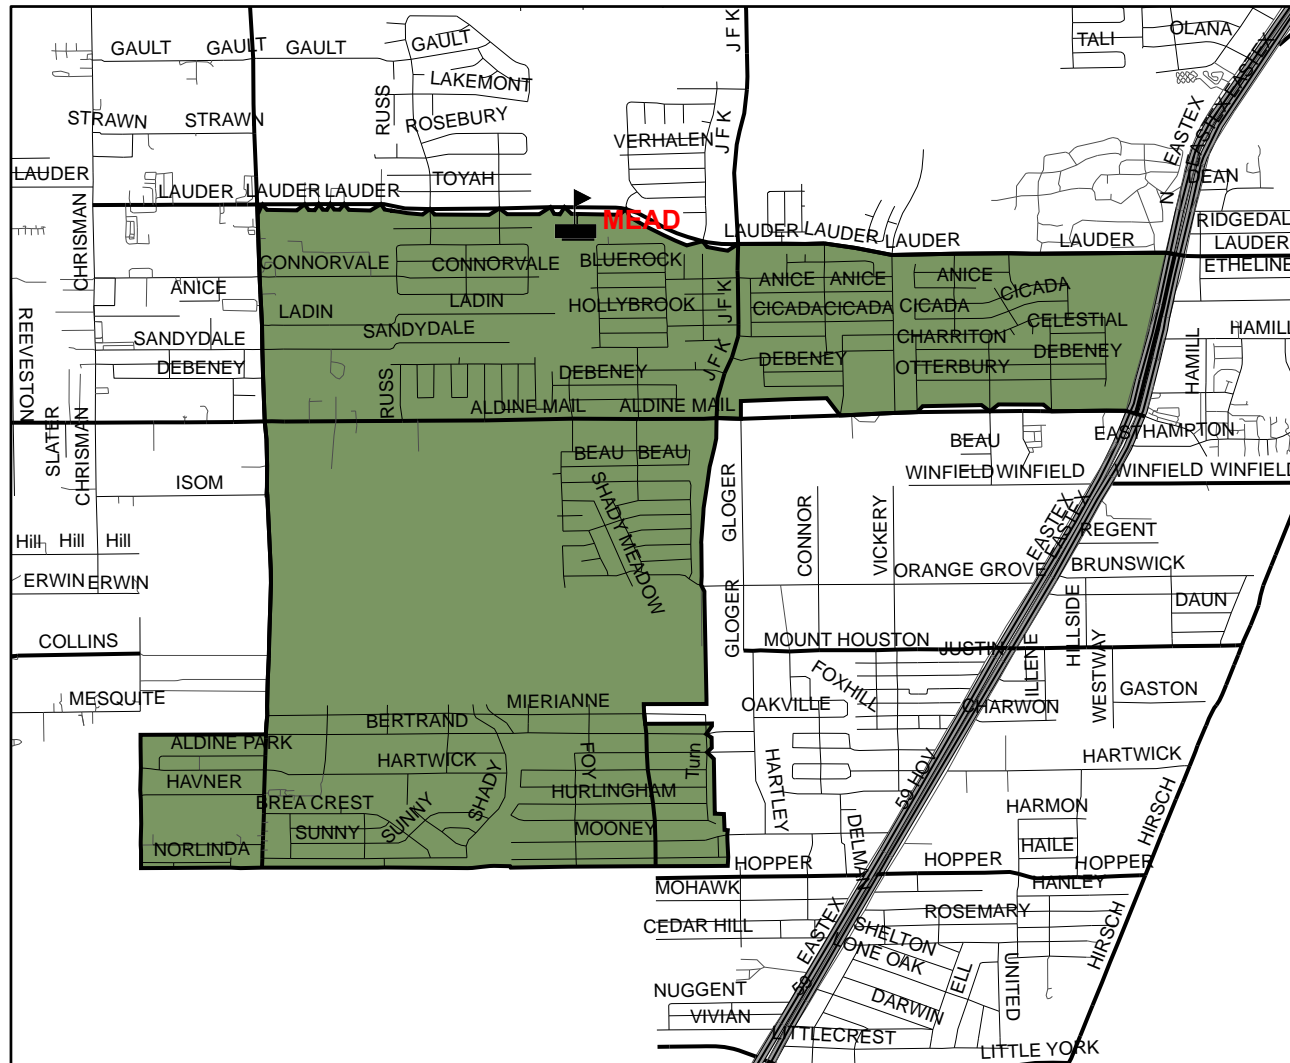 GAULT GAULT GAULT GAULT
J F K
TALI
OLANA
LAKEMONT
EASTEX
STRAWN STRAWN
RUSS
ROSEBURY
VERHALEN
J F K
EASTEX
EASTEX
LAUDER
TOYAH
N
DEAN
LAUDER LAUDER LAUDER
CHRISMAN
MEAD
LAUDER LAUDER LAUDER LAUDER
RIDGEDAL
LAUDER
ETHELINE
CONNORVALE CONNORVALE
BLUEROCK
ANICE ANICE ANICE
ANICE
LADIN
LADIN
HOLLYBROOK
J F K
CICADA CICADA CICADA CICADA
REEVESTON
SANDYDALE
SANDYDALE
CHARRITON
CELESTIAL
HAMILL
HAMILL
DEBENEY
DEBENEY
J F K
DEBENEY
OTTERBURY
DEBENEY
RUSS
ALDINE MAIL ALDINE MAIL
SLATER
CHRISMAN
BEAU BEAU
BEAU
EASTHAMPTON
ISOM
SHADY MEADOW
GLOGER
WINFIELD WINFIELD WINFIELD WINFIELD
CONNOR
VICKERY
EASTEX
EASTEX
REGENT
Hill Hill Hill
ERWIN ERWIN
GLOGER
ORANGE GROVE
BRUNSWICK
DAUN
COLLINS
MOUNT HOUSTON
JUSTIN
ILLENE
HILLSIDE
WESTWAY
MESQUITE
MIERIANNE
OAKVILLE
FOXHILL
CHARWON
GASTON
ALDINE PARK
BERTRAND
HARTWICK
FOY
Turn
HARTLEY
HARTWICK
HAVNER
BREA CREST
SUNNY
SUNNY
SHADY
HURLINGHAM
MOONEY
59 HOV
HARMON
HIRSCH
NORLINDA
DELMAN
HAILE
HOPPER HOPPER HOPPER
MOHAWK
HANLEY
CEDAR HILL
59 EASTEX
SHELTON
ROSEMARY
HIRSCH
LONE OAK
ELL
UNITED
NUGGENT
VIVIAN
DARWIN
LITTLECREST
LITTLE YORK